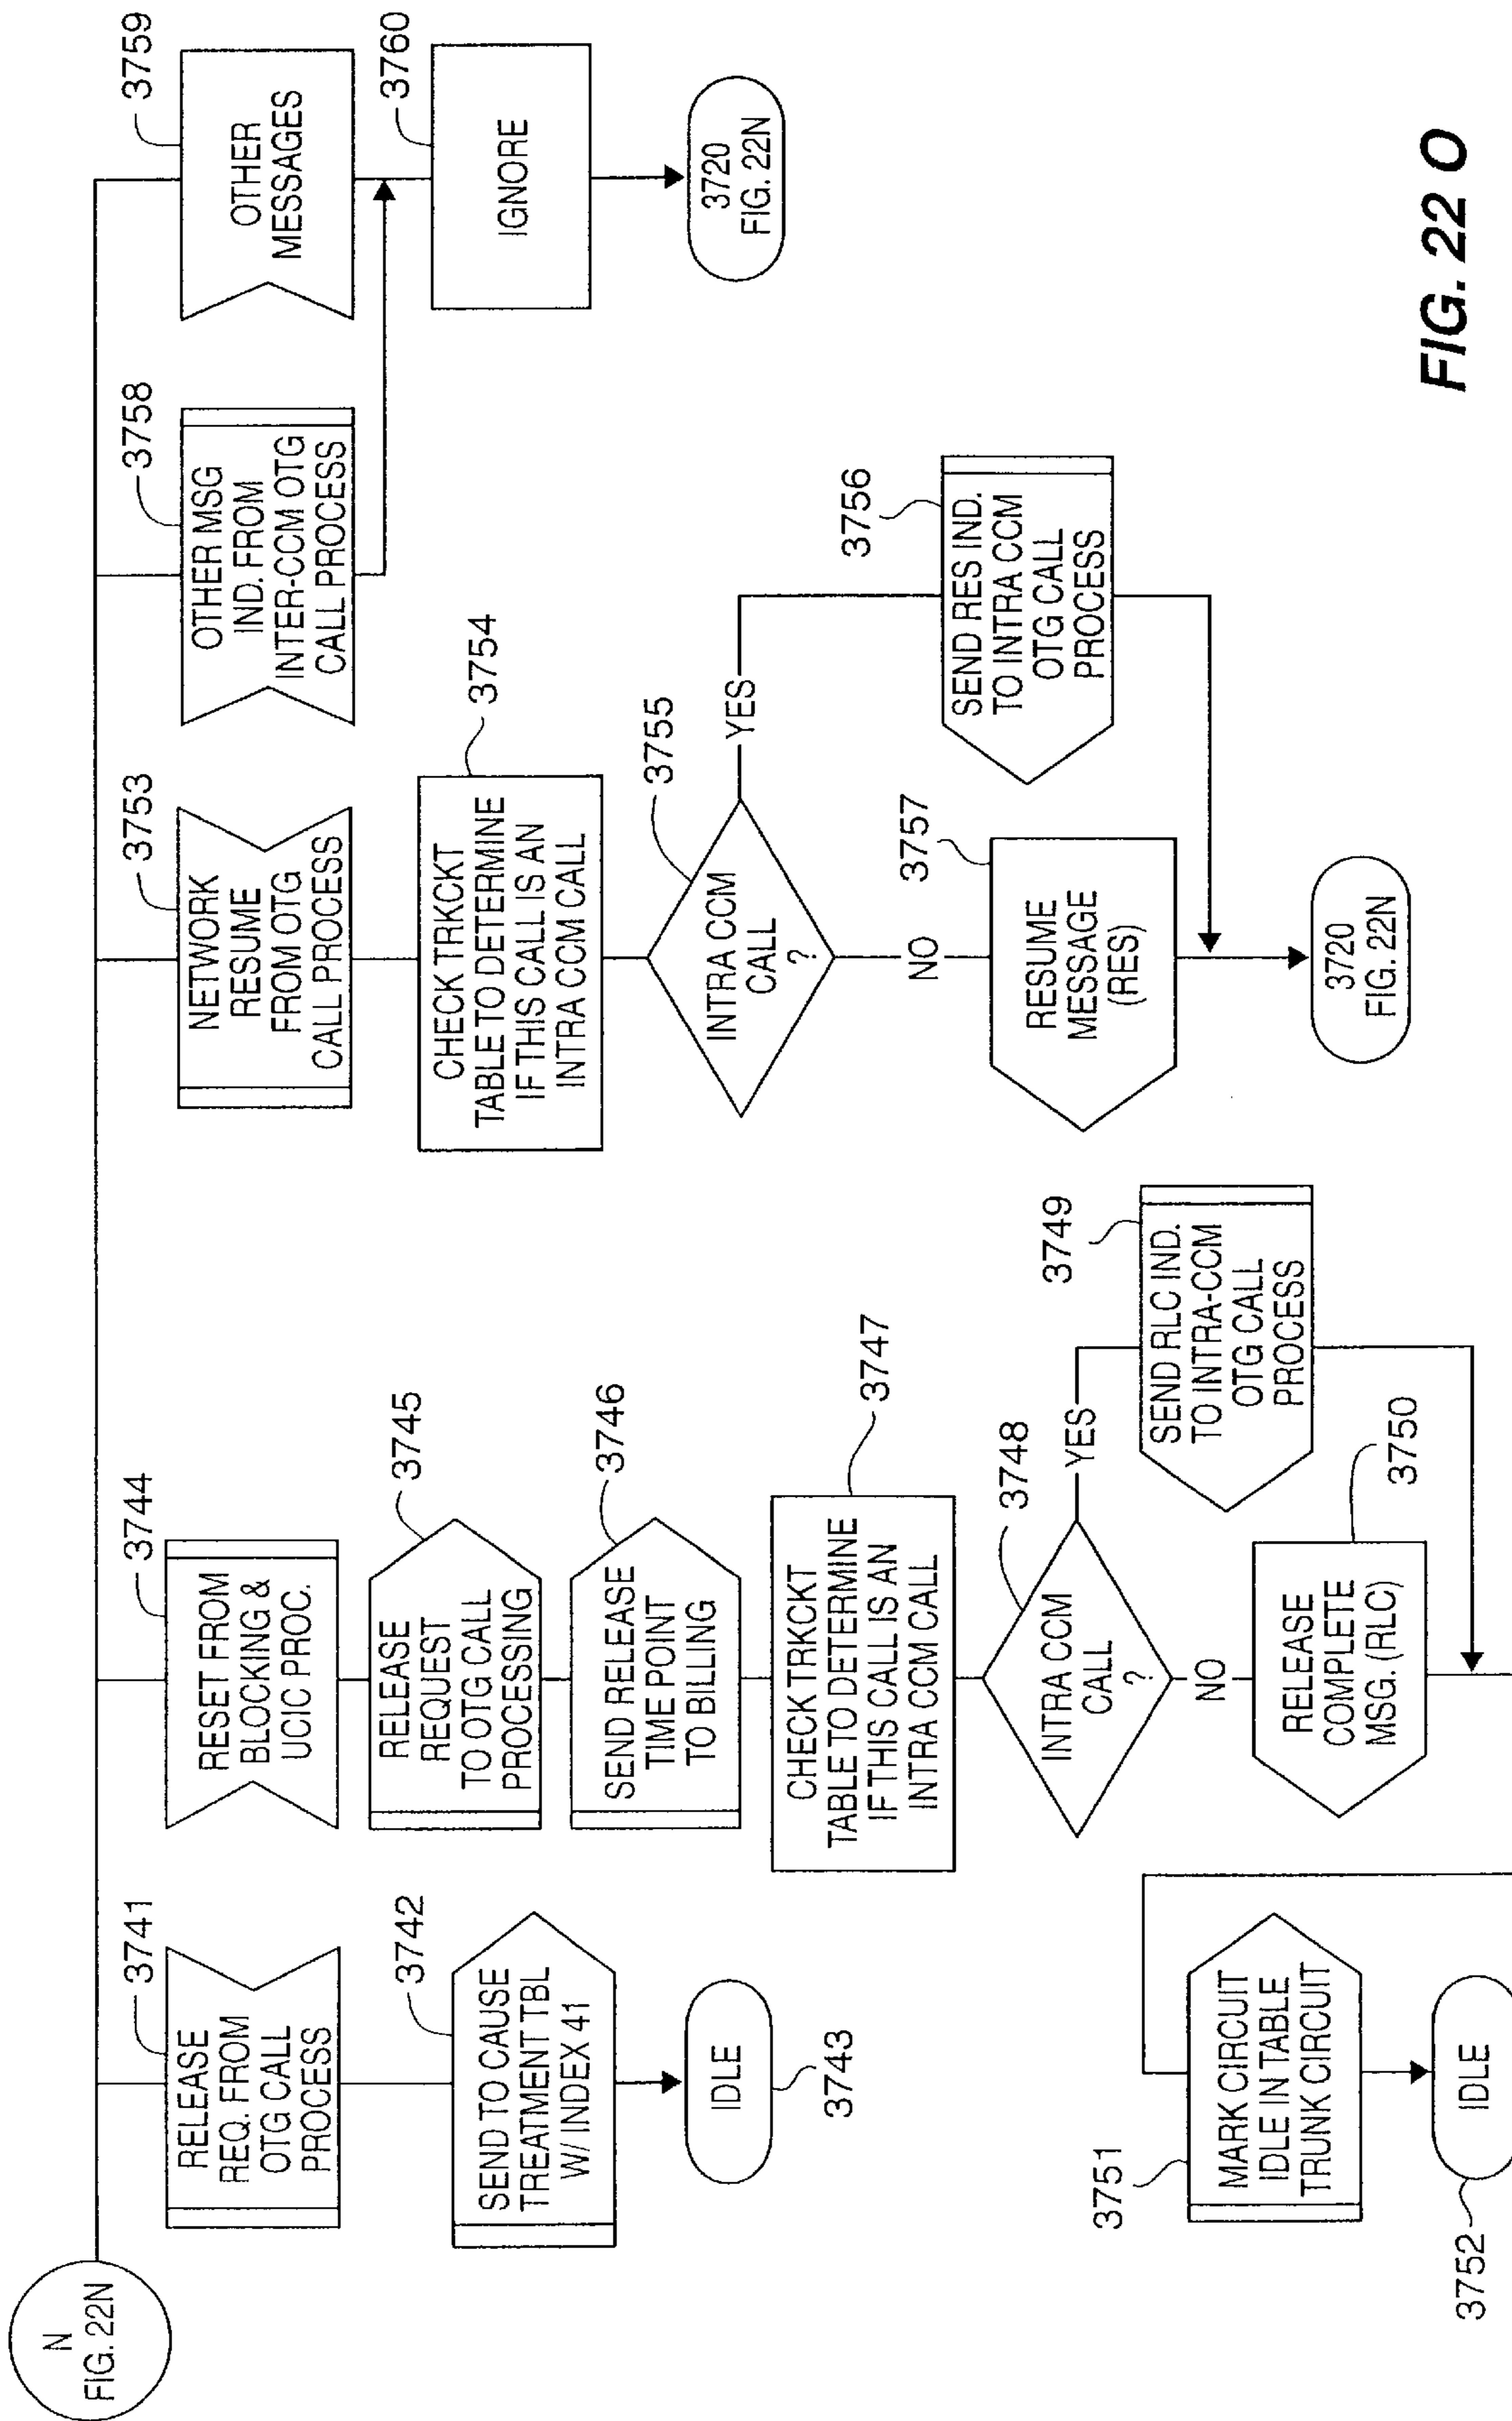 N
FIG. 22N
3741
RELEASE
REQ. FROM
OTG CALL
PROCESS
3742
SEND TO CAUSE
TREATMENT TBL
W/ INDEX 41
IDLE
3743
3744
RESET FROM
BLOCKING &
UCIC PROC.
3745
RELEASE
REQUEST
TO OTG CALL
PROCESSING
3746
SEND RELEASE
TIME POINT
TO BILLING
3747
CHECK TRKCKT
TABLE TO DETERMINE
IF THIS CALL IS AN
INTRA CCM CALL
3748
INTRA CCM
CALL
?
YES
NO
3749
SEND RLC IND.
TO INTRA-CCM
OTG CALL
PROCESS
3750
RELEASE
COMPLETE
MSG. (RLC)
3751
MARK CIRCUIT
IDLE IN TABLE
TRUNK CIRCUIT
IDLE
3752
3753
NETWORK
RESUME
FROM OTG
CALL PROCESS
3754
CHECK TRKCKT
TABLE TO DETERMINE
IF THIS CALL IS AN
INTRA CCM CALL
3755
INTRA CCM
CALL
?
YES
NO
3756
SEND RES IND.
TO INTRA CCM
OTG CALL
PROCESS
3757
RESUME
MESSAGE
(RES)
3720
FIG. 22N
3758
OTHER MSG
IND. FROM
INTER-CCM OTG
CALL PROCESS
3759
OTHER
MESSAGES
3760
IGNORE
3720
FIG. 22N
FIG. 22 O